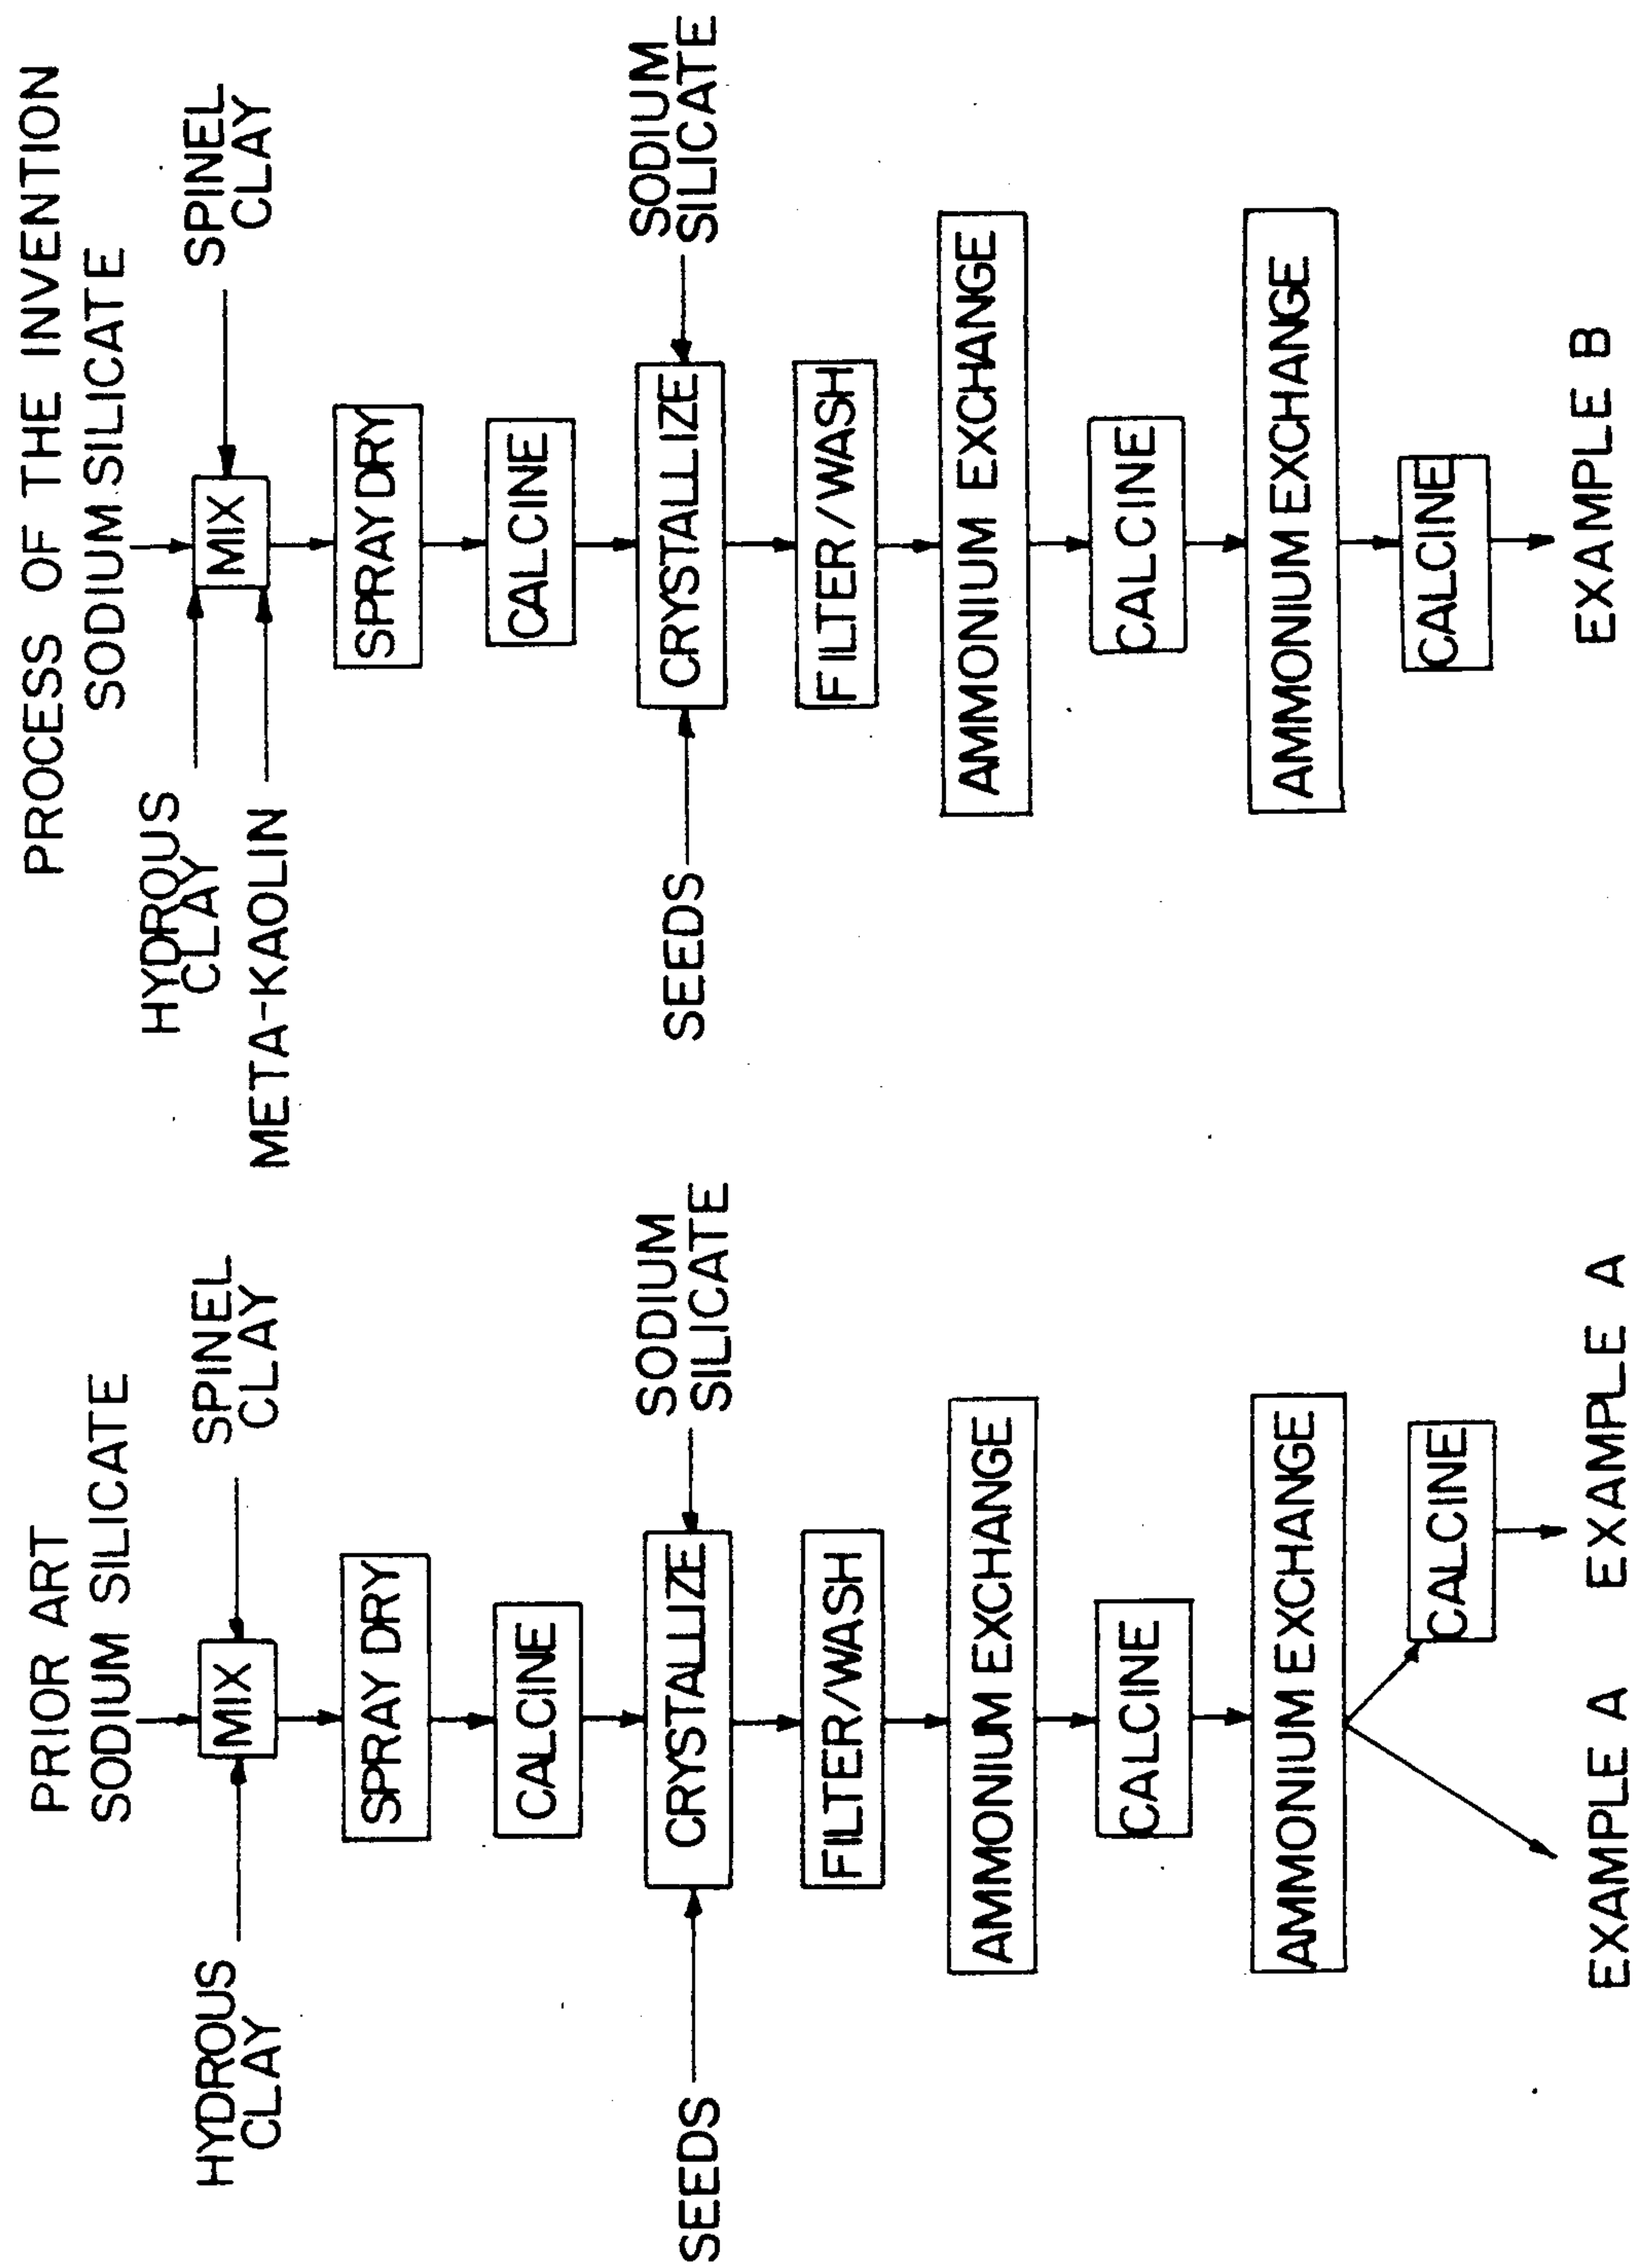 PRIOR ART
SODIUM SILICATE
HYDROUS
CLAY
SPINEL
CLAY
MIX
SPRAY DRY
CALCINE
SEEDS
CRYSTALLIZE
SODIUM
SILICATE
FILTER/WASH
AMMONIUM EXCHANGE
CALCINE
AMMONIUM EXCHANGE
CALCINE
EXAMPLE A
EXAMPLE A
PROCESS OF THE INVENTION
SODIUM SILICATE
HYDROUS
CLAY
META-KAOLIN
SPINEL
CLAY
MIX
SPRAY DRY
CALCINE
SEEDS
CRYSTALLIZE
SODIUM
SILICATE
FILTER/WASH
AMMONIUM EXCHANGE
CALCINE
AMMONIUM EXCHANGE
CALCINE
EXAMPLE B